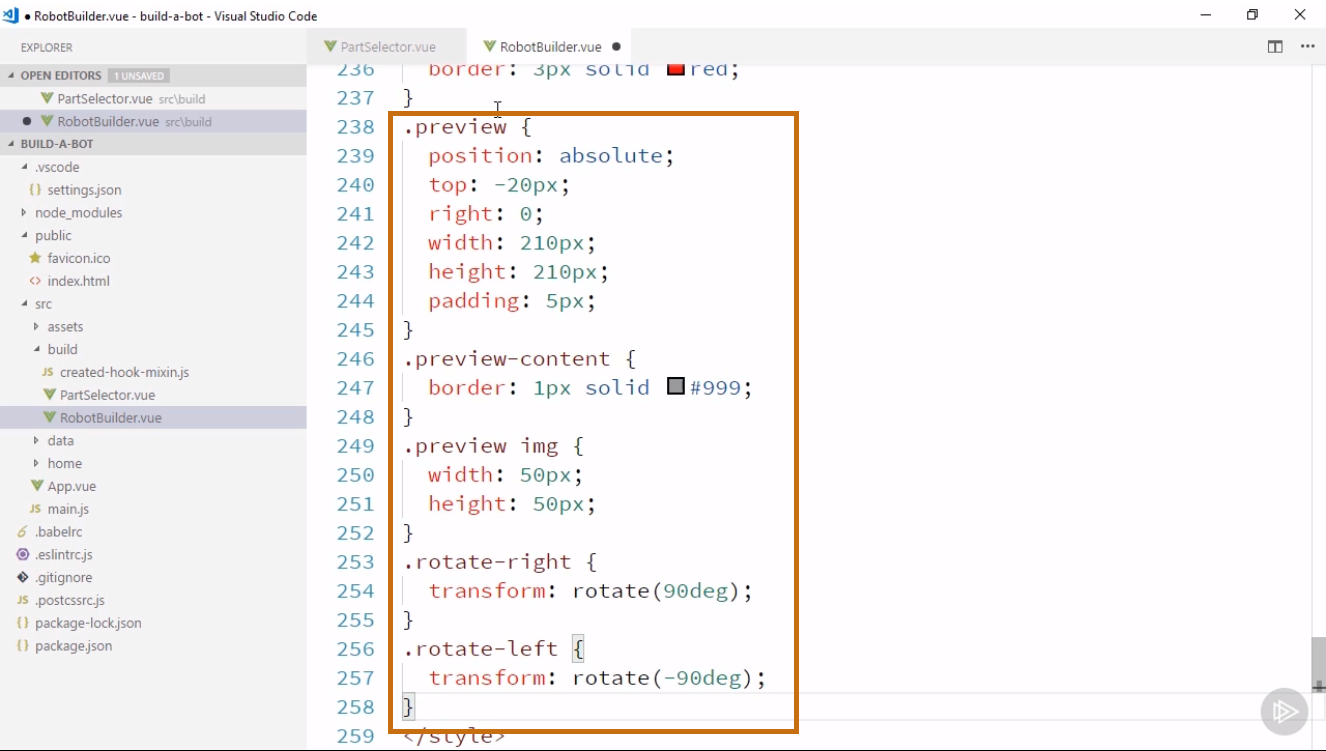 RobotBuilder.vue - build-a-bot - Visual Studio Code
EXPLORER
PartSelector.vue
RobotBuilder.vue
OPEN EDITORS 1 UNSAVED
PartSelector.vue src\build
RobotBuilder.vue src\build
BUILD-A-BOT
.vscode
{} settings.json
node_modules
public
favicon.ico
<> index.html
src
assets
build
JS created-hook-mixin.js
PartSelector.vue
RobotBuilder.vue
data
home
App.vue
JS main.js
6 .babelrc
.eslintrc.js
.gitignore
JS .postcssrc.js
{} package-lock.json
{} package.json
236 border: 3px solid red;
237 }
238 .preview {
239 position: absolute;
240 top: -20px;
241 right: 0;
242 width: 210px;
243 height: 210px;
244 padding: 5px;
245 }
246 .preview-content {
247 border: 1px solid #999;
248 }
249 .preview img {
250 width: 50px;
251 height: 50px;
252 }
253 .rotate-right {
254 transform: rotate(90deg);
255 }
256 .rotate-left {
257 transform: rotate(-90deg);
258 }
259 </style>